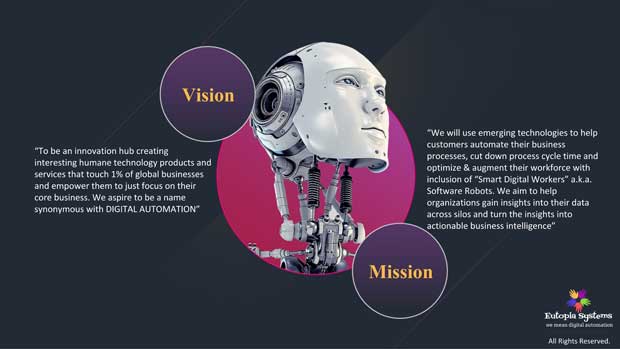 Vision
“To be an innovation hub creating
interesting humane technology products and
services that touch 1% of global businesses
and empower them to just focus on their
core business. We aspire to be a name
synonymous with DIGITAL AUTOMATION”
“We will use emerging technologies to help
customers automate their business
processes, cut down process cycle time and
optimize & augment their workforce with
inclusion of “Smart Digital Workers” a.k.a.
Software Robots. We aim to help
organizations gain insights into their data
across silos and turn the insights into
actionable business intelligence”
Mission
Eutopia Systems
we mean digital automation
All Rights Reserved.